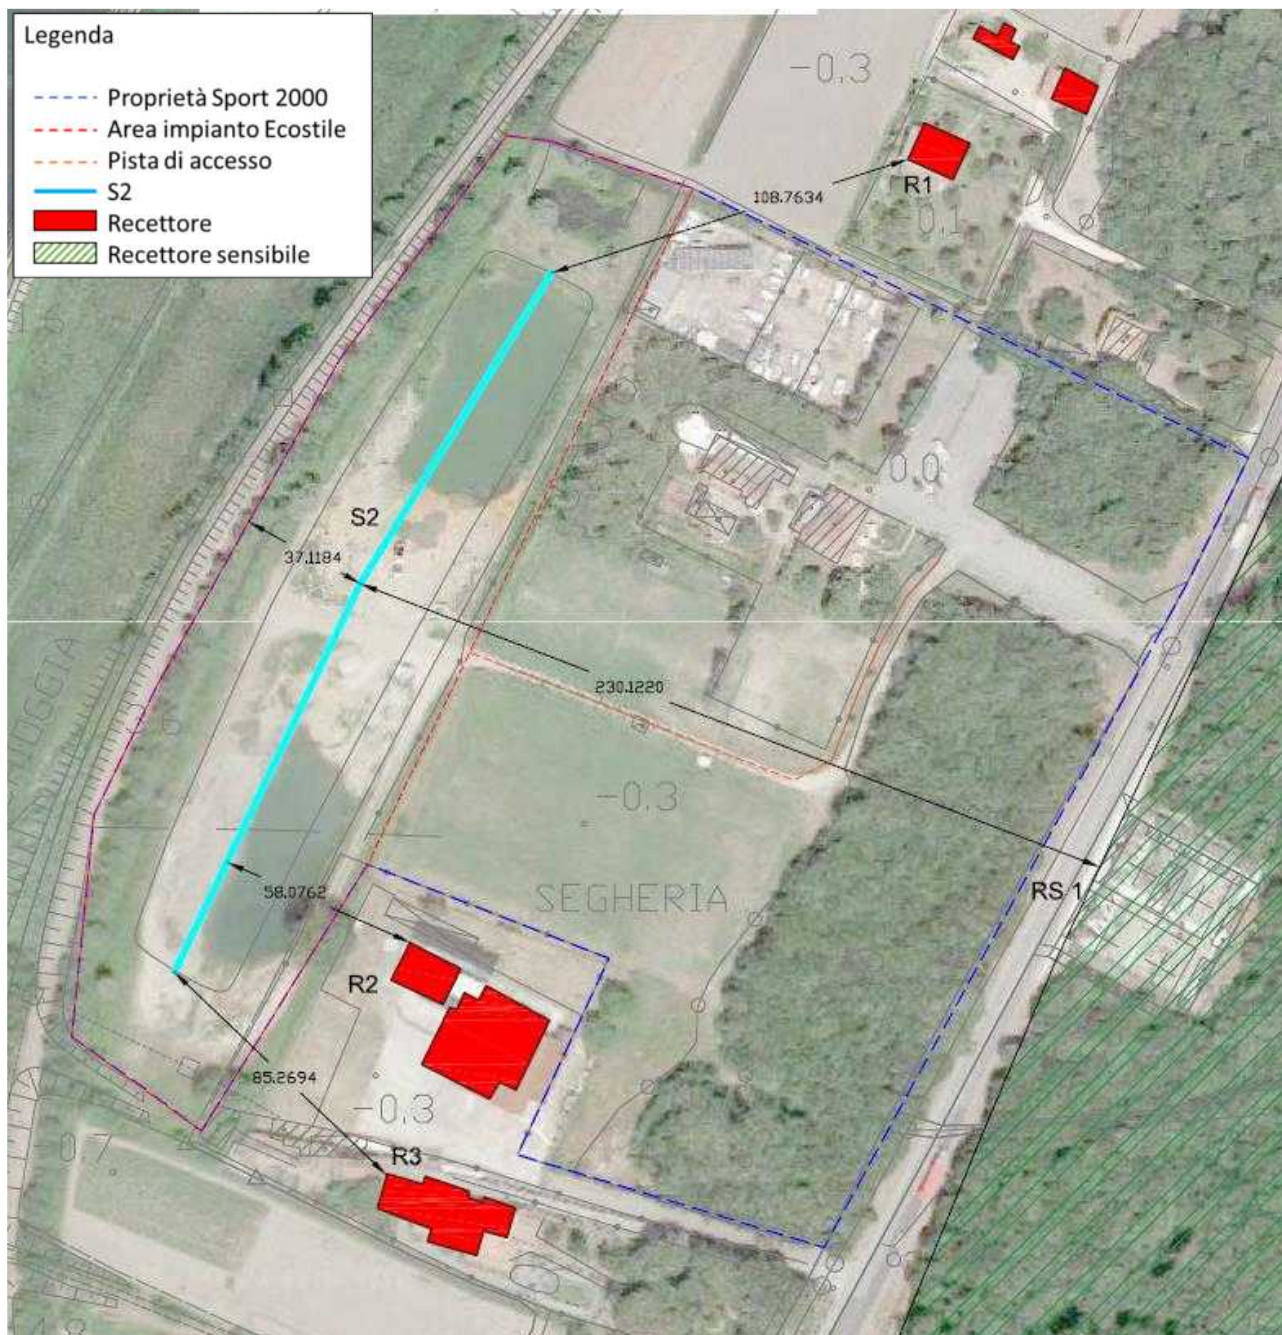 Legenda
Proprietà Sport 2000
Area impianto Ecostile
Pista di accesso
S2
Recettore
Recettore sensibile
-0.3
R1
108.7634
-0.1
0.0
S2
37.1184
230.1220
-0.3
SEGHERIA
RS 1
58.0762
R2
85.2694
-0.3
R3